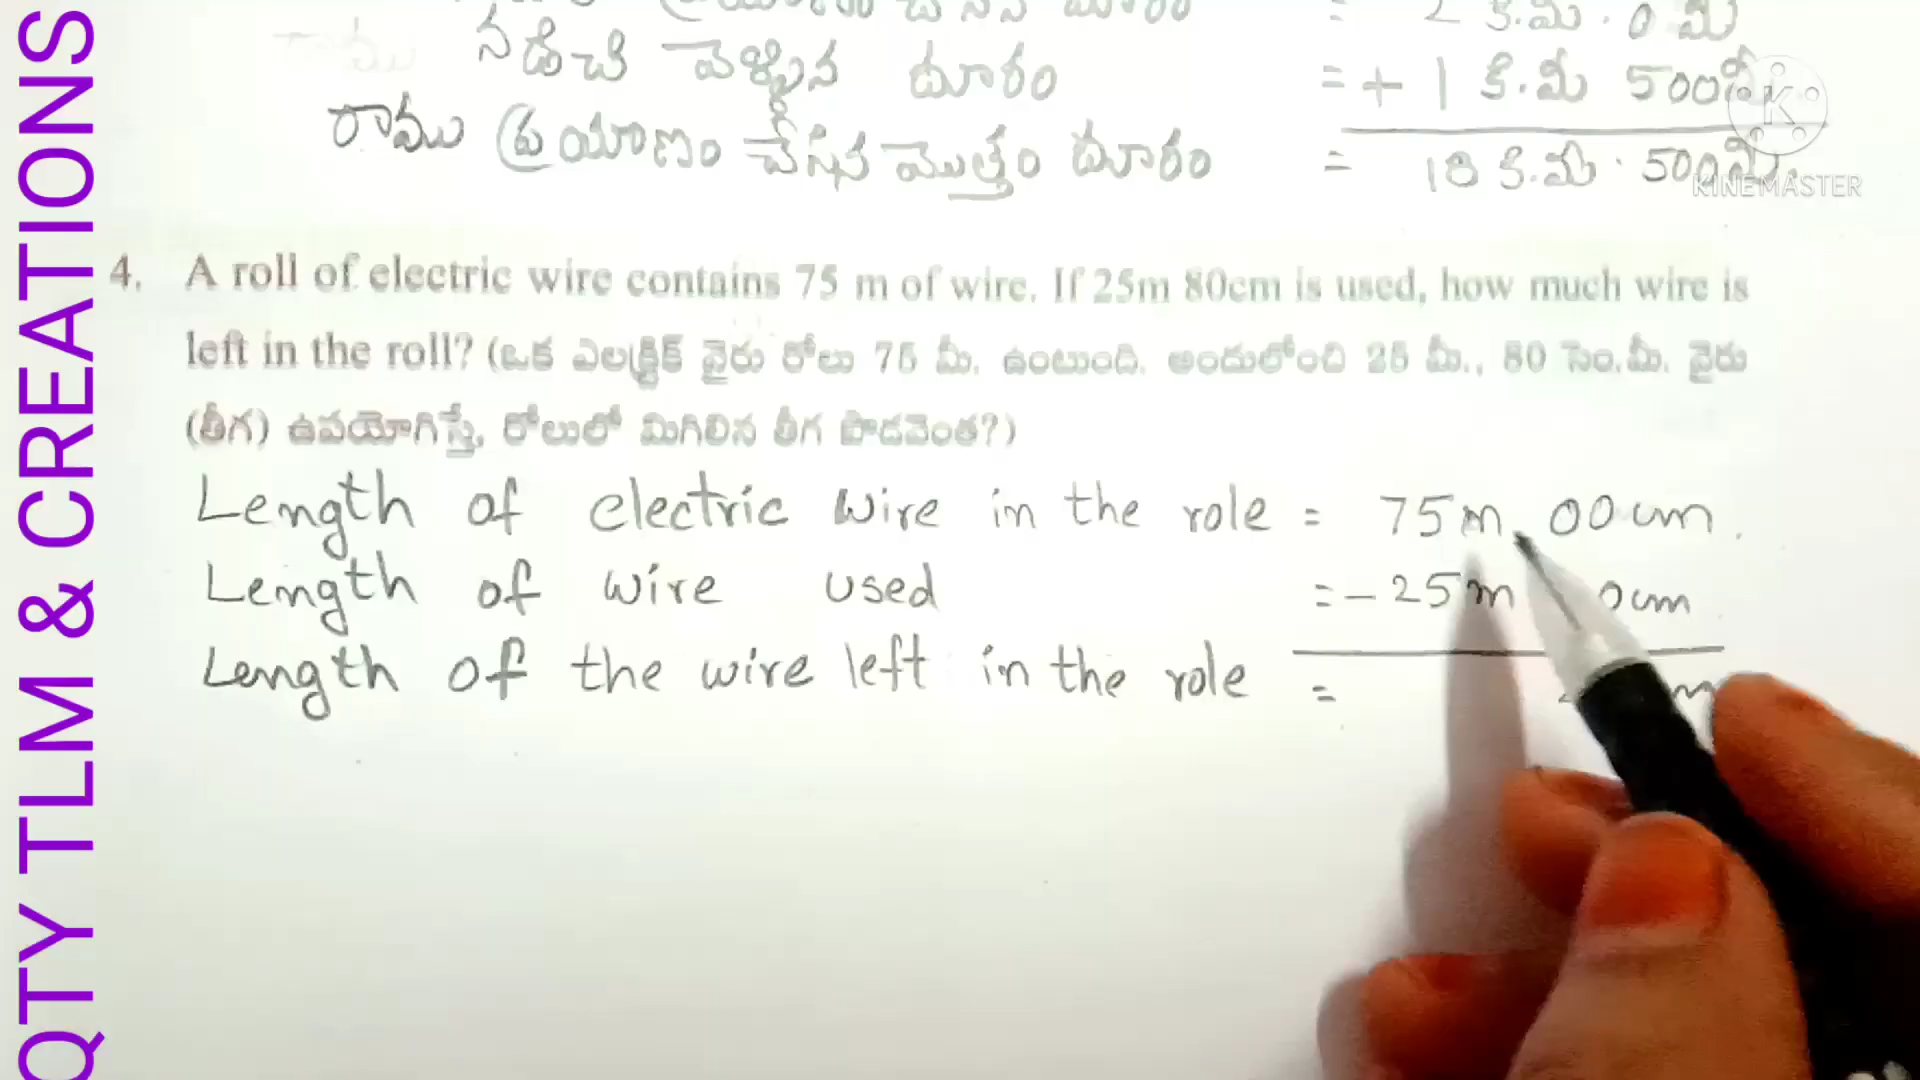 QTY TLM & CREATIONS
నడిచి వెళ్ళిన దూరం = + 1 కి.మీ 500మీ
రాము ప్రయాణం చేసిన మొత్తం దూరం = 18 కి.మీ. 500మీ.
KINEMASTER
4. A roll of electric wire contains 75 m of wire. If 25m 80cm is used, how much wire is
left in the roll? (ఒక ఎలక్ట్రిక్ వైరు రోలు 75 మీ. ఉంటుంది. అందులోంచి 25 మీ., 80 సెం.మీ. వైరు
(తీగ) ఉపయోగిస్తే, రోలులో మిగిలిన తీగ పొడవెంత?)
Length of electric wire in the role = 75m. 00cm.
Length of wire used = - 25m 0cm
Length of the wire left in the role =